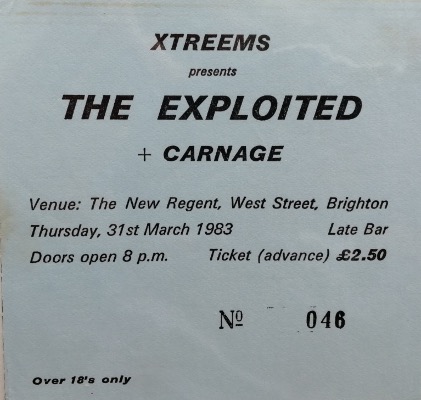 XTREEMS
presents
THE EXPLOITED
+ CARNAGE
Venue: The New Regent, West Street, Brighton
Thursday, 31st March 1983 Late Bar
Doors open 8 p.m. Ticket (advance) £2.50
Nº 046
Over 18's only